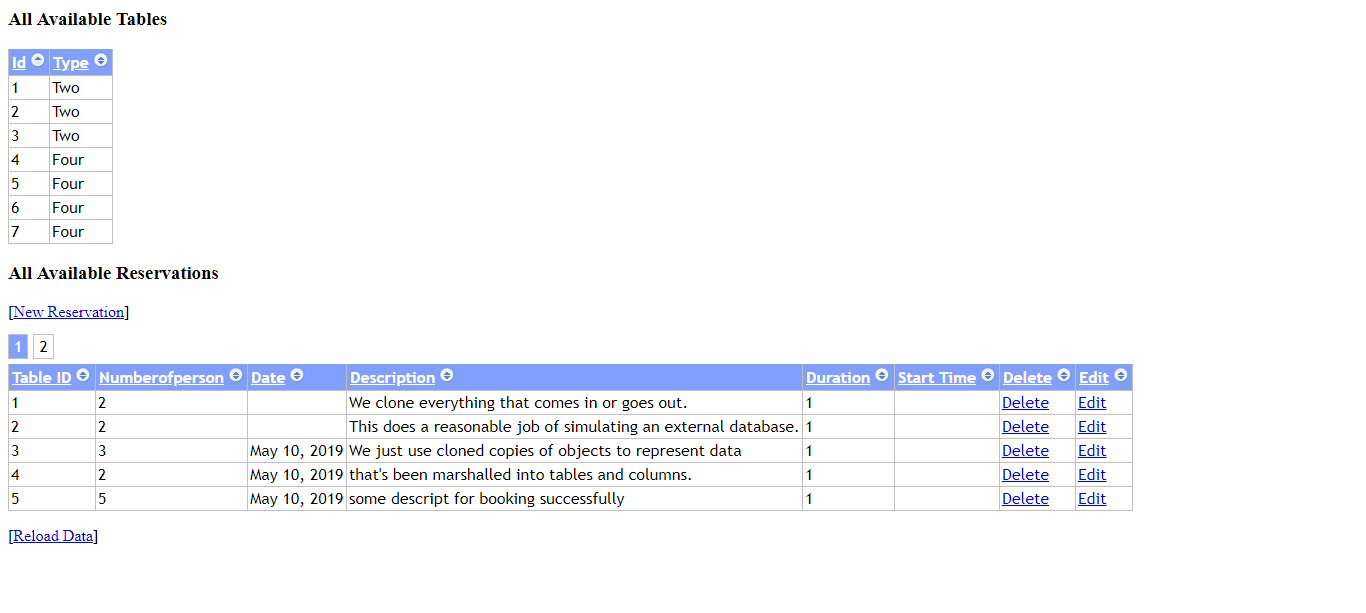 All Available Tables
Id Type
1 Two
2 Two
3 Two
4 Four
5 Four
6 Four
7 Four
All Available Reservations
[New Reservation]
1 2
Table ID Numberofperson Date Description Duration Start Time Delete Edit
1 2 We clone everything that comes in or goes out. 1 Delete Edit
2 2 This does a reasonable job of simulating an external database. 1 Delete Edit
3 3 May 10, 2019 We just use cloned copies of objects to represent data 1 Delete Edit
4 2 May 10, 2019 that's been marshalled into tables and columns. 1 Delete Edit
5 5 May 10, 2019 some descript for booking successfully 1 Delete Edit
[Reload Data]